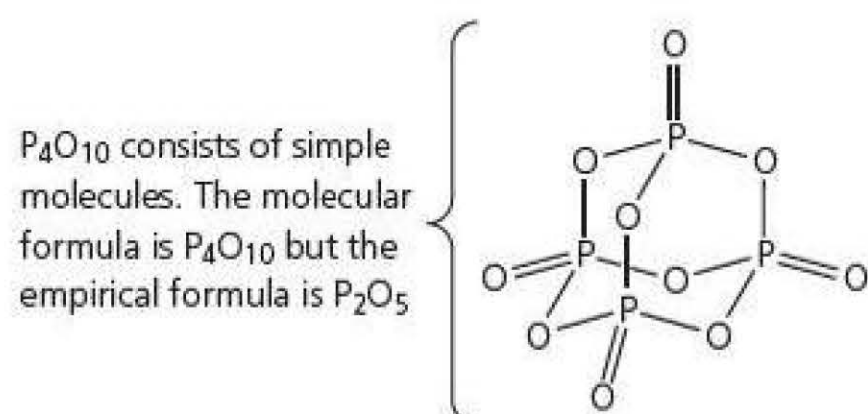 P₄O₁₀ consists of simple
molecules. The molecular
formula is P₄O₁₀ but the
empirical formula is P₂O₅
O
P
O O
O
P P
O O O
P
O O
O